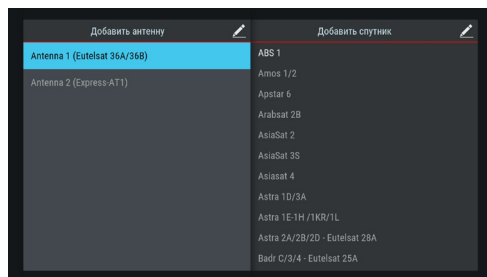 Добавить антенну
Antenna 1 (Eutelsat 36A/36B)
Antenna 2 (Express-AT1)
Добавить спутник
ABS 1
Amos 1/2
Apstar 6
Arabsat 2B
AsiaSat 2
AsiaSat 3S
Asiasat 4
Astra 1D/3A
Astra 1E-1H /1KR/1L
Astra 2A/2B/2D - Eutelsat 28A
Badr C/3/4 - Eutelsat 25A